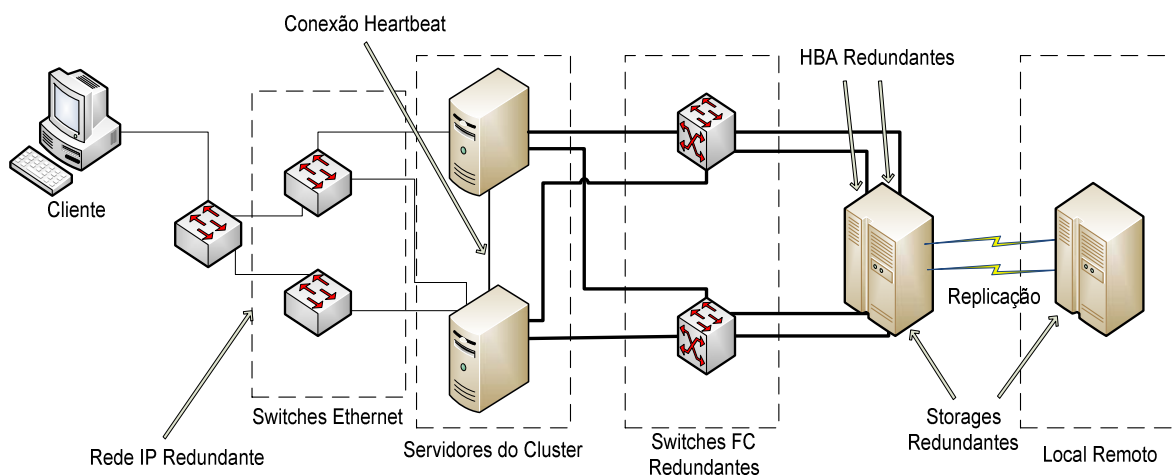 Conexão Heartbeat
HBA Redundantes
Cliente
Replicação
Switches Ethernet
Servidores do Cluster
Switches FC
Redundantes
Storages
Redundantes
Local Remoto
Rede IP Redundante